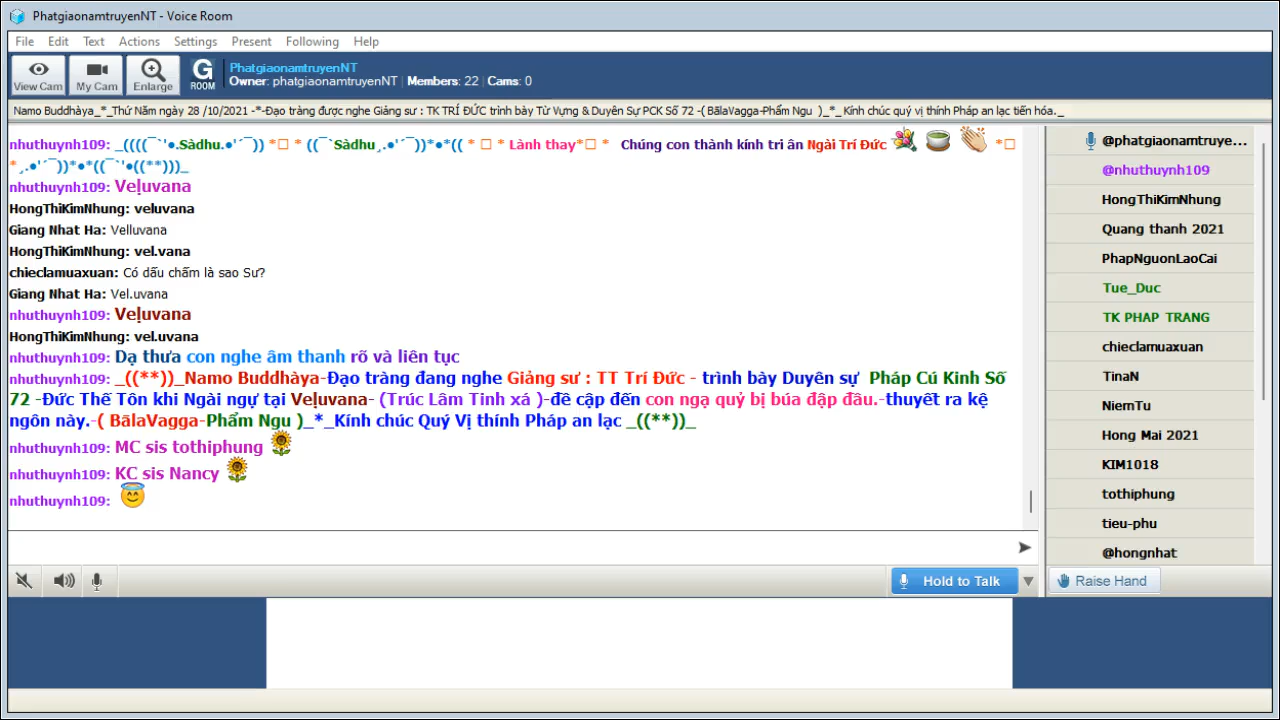 PhatgiaonamtruyenNT - Voice Room
File Edit Text Actions Settings Present Following Help
View Cam My Cam Enlarge G ROOM
PhatgiaonamtruyenNT
Owner: phatgiaonamtruyenNT | Members: 22 | Cams: 0
Namo Buddhàya_*_Thứ Năm ngày 28 /10/2021 -*-Đạo tràng được nghe Giảng sư : TK TRÍ ĐỨC trình bày Từ Vựng & Duyên Sự PCK Số 72 -( BãlaVagga-Phẩm Ngu )_*_ Kính chúc quý vị thính Pháp an lạc tiến hóa._
nhuthuynh109: _((((¯`'•.Sàdhu.•'´¯)) *□ * ((¯`Sàdhu¸.•'´¯))*•*(( * □ * Lành thay*□ * Chúng con thành kính tri ân Ngài Trí Đức *□
*¸.•'´¯))*•*((¯`'•((**)))_
nhuthuynh109: Veḷuvana
HongThiKimNhung: veluvana
Giang Nhat Ha: Velluvana
HongThiKimNhung: vel.vana
chieclamuaxuan: Có dấu chấm là sao Sư?
Giang Nhat Ha: Vel.uvana
nhuthuynh109: Veḷuvana
HongThiKimNhung: vel.uvana
nhuthuynh109: Dạ thưa con nghe âm thanh rõ và liên tục
nhuthuynh109: _((**))_Namo Buddhàya-Đạo tràng đang nghe Giảng sư : TT Trí Đức - trình bày Duyên sự Pháp Cú Kinh Số
72 -Đức Thế Tôn khi Ngài ngự tại Veḷuvana- (Trúc Lâm Tinh xá )-đề cập đến con ngạ quỷ bị búa đập đầu.-thuyết ra kệ
ngôn này.-( BãlaVagga-Phẩm Ngu )_*_Kính chúc Quý Vị thính Pháp an lạc _((**))_
nhuthuynh109: MC sis tothiphung
nhuthuynh109: KC sis Nancy
nhuthuynh109:
@phatgiaonamtruye...
@nhuthuynh109
HongThiKimNhung
Quang thanh 2021
PhapNguonLaoCai
Tue_Duc
TK PHAP TRANG
chieclamuaxuan
TinaN
NiemTu
Hong Mai 2021
KIM1018
tothiphung
tieu-phu
@hongnhat
Hold to Talk
Raise Hand